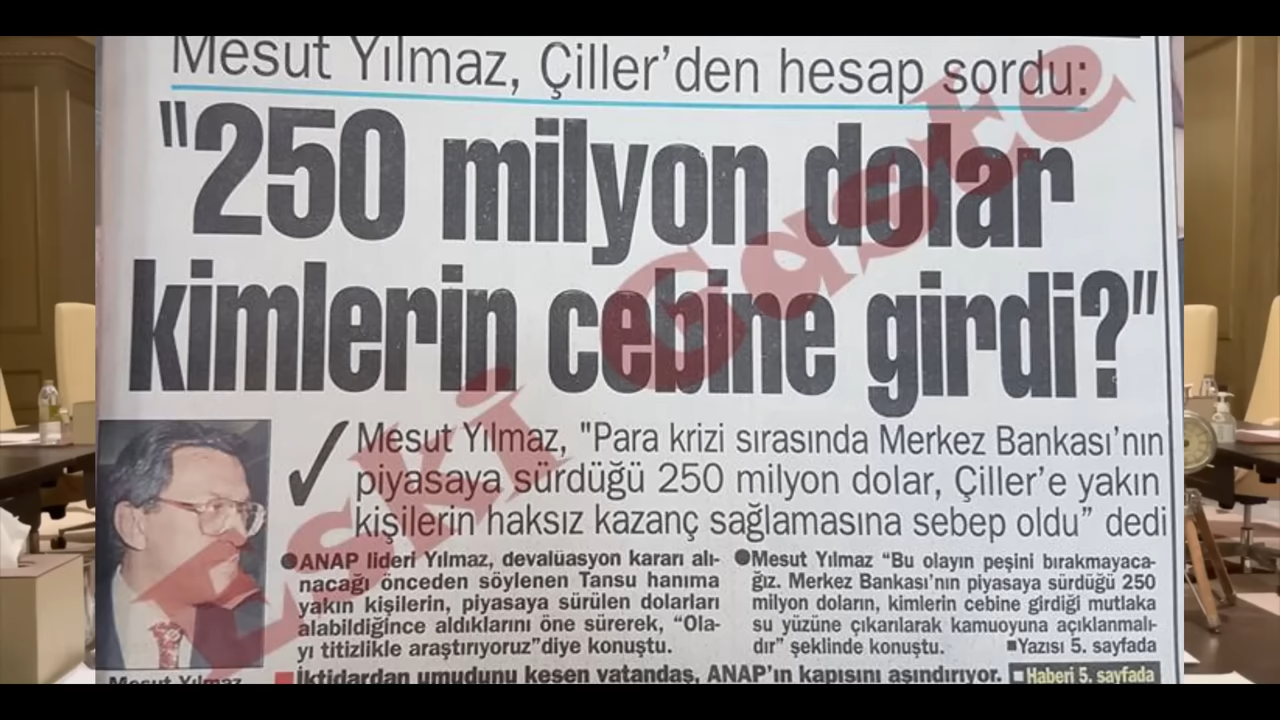 Mesut Yılmaz, Çiller'den hesap sordu:
"250 milyon dolar
kimlerin cebine girdi?"
✓ Mesut Yılmaz, "Para krizi sırasında Merkez Bankası'nın
piyasaya sürdüğü 250 milyon dolar, Çiller'e yakın
kişilerin haksız kazanç sağlamasına sebep oldu" dedi
●ANAP lideri Yılmaz, devalüasyon kararı alı-
nacağı önceden söylenen Tansu hanıma
yakın kişilerin, piyasaya sürülen dolarları
alabildiğince aldıklarını öne sürerek, "Ola-
yı titizlikle araştırıyoruz"diye konuştu.
●Mesut Yılmaz "Bu olayın peşini bırakmayaca-
ğız. Merkez Bankası'nın piyasaya sürdüğü 250
milyon doların, kimlerin cebine girdiği mutlaka
su yüzüne çıkarılarak kamuoyuna açıklanmalı-
dır" şeklinde konuştu. ■Yazısı 5. sayfada
Mesut Yılmaz
■İktidardan umudunu kesen vatandaş, ANAP'ın kapısını aşındırıyor. ■Haberi 5. sayfada
Eski Gaste